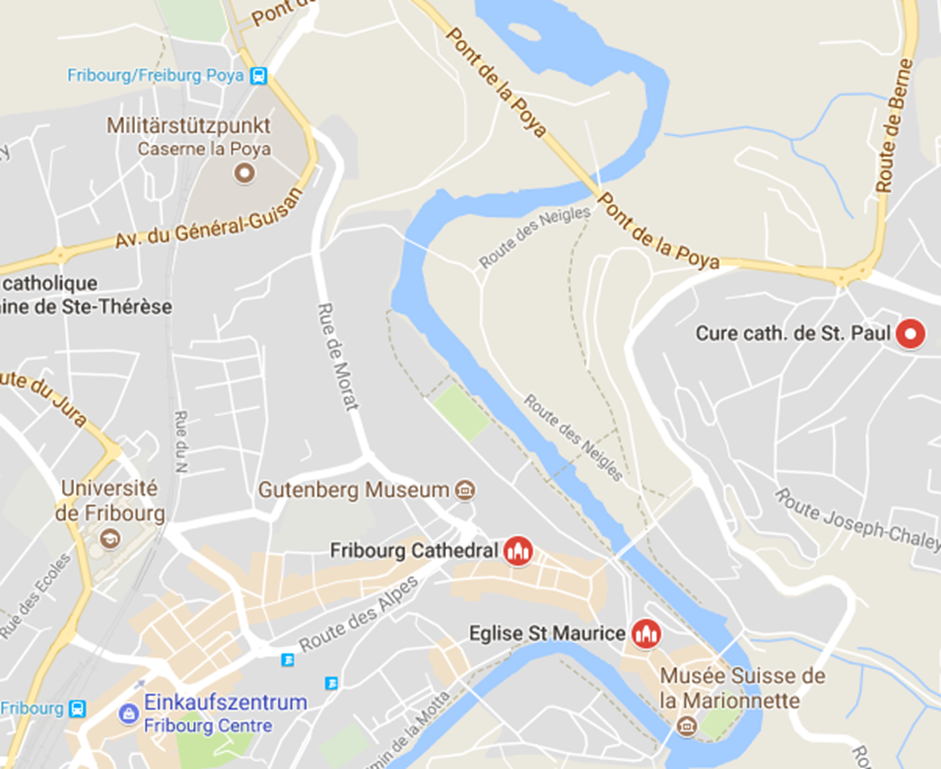 Pont d
Fribourg/Freiburg Poya
Pont de la Poya
Route de Berne
Militärstützpunkt
Caserne la Poya
Av. du Général-Guisan
Route des Neigles
Pont de la Poya
catholique
ine de Ste-Thérèse
Rue de Morat
Cure cath. de St. Paul
ute du Jura
Rue du N
Route des Neigles
Université
de Fribourg
Gutenberg Museum
Route Joseph-Chaley
Fribourg Cathedral
Rue des Ecoles
Route des Alpes
Eglise St Maurice
Musée Suisse de
la Marionnette
Einkaufszentrum
Fribourg Centre
Fribourg
min de la Motta
Ro